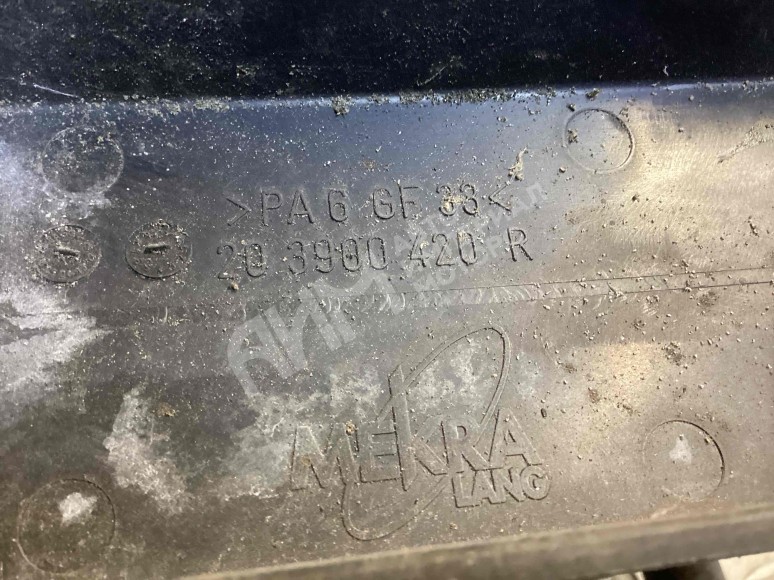 >PA 6 GF 33<
20 3900 420 R
MEKRA
LANG